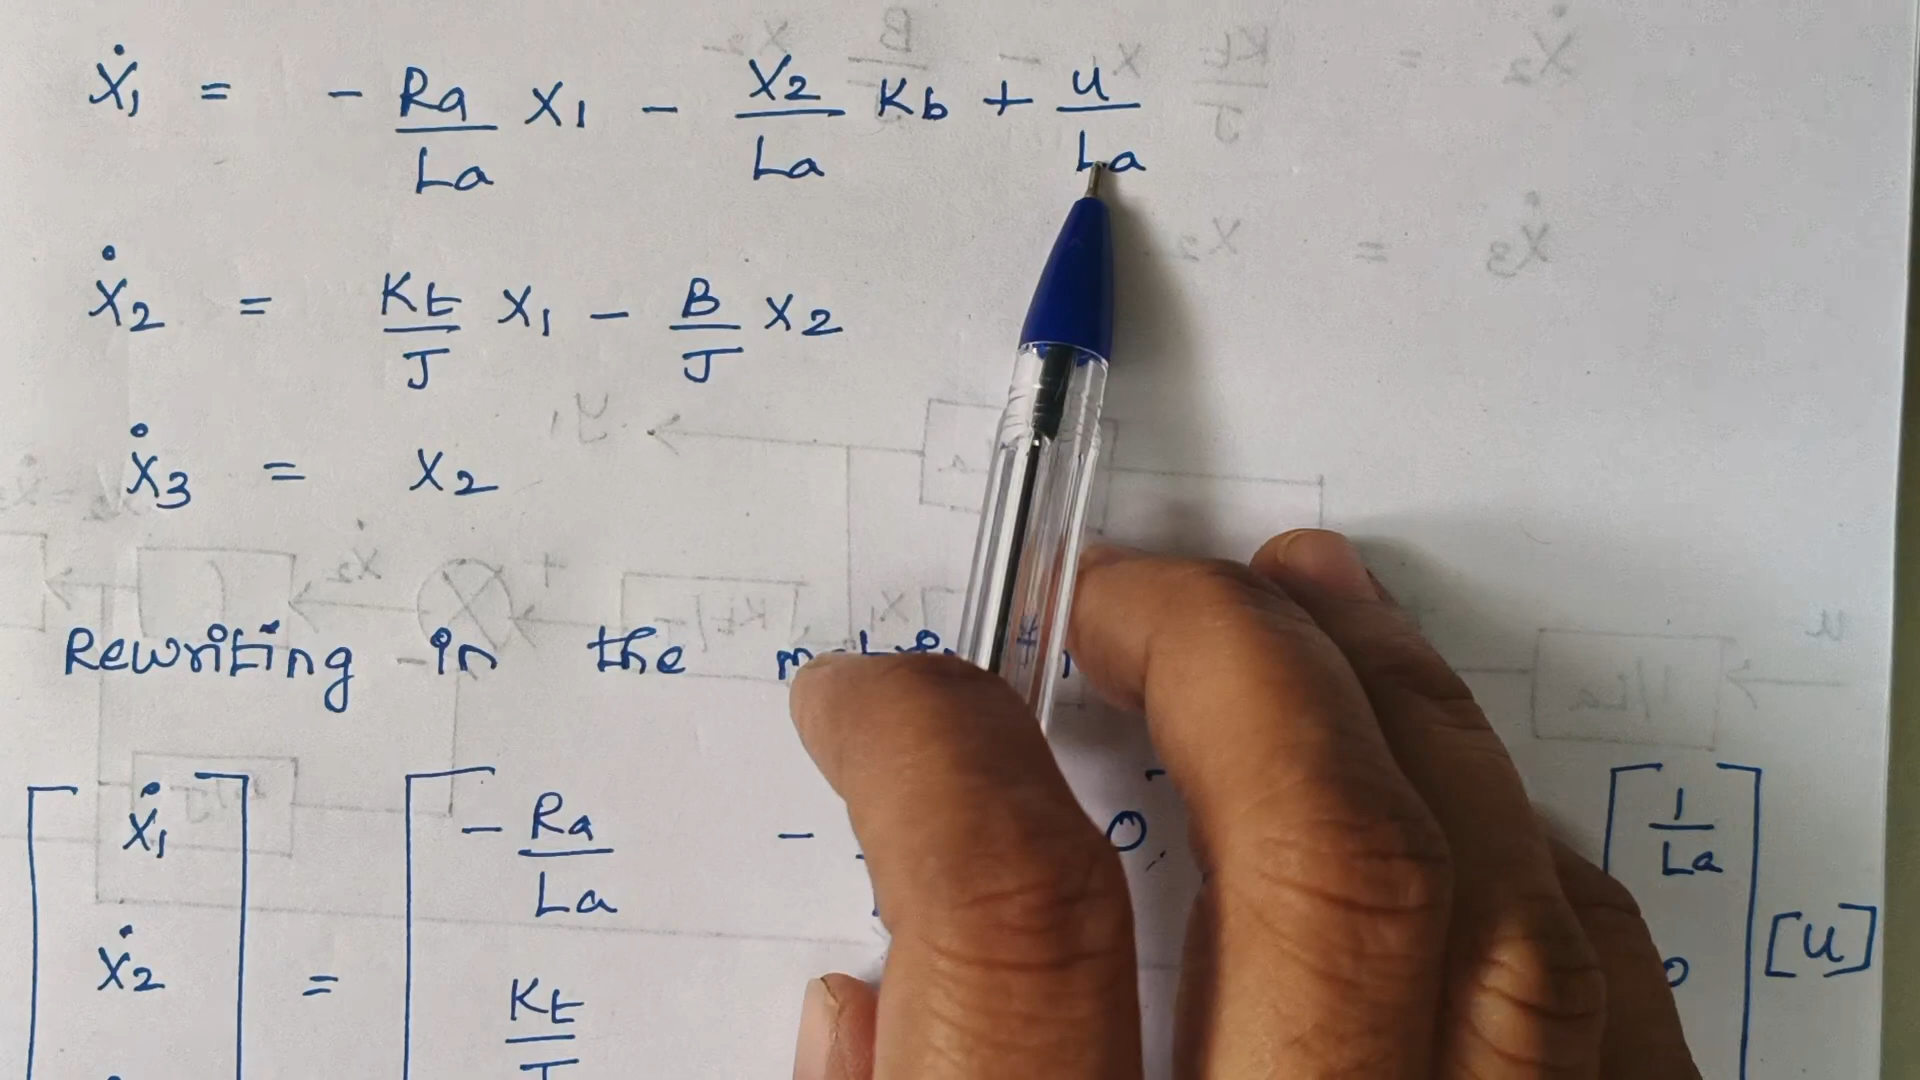 Ẋ1 = - Ra/La X1 - X2/La Kb + u/La
Ẋ2 = Kt/J X1 - B/J X2
Ẋ3 = X2
Rewriting in the
[ Ẋ1 ] [ - Ra/La - 0 [ 1/La ]
[ Ẋ2 ] = Kt/J 0 ] [u]